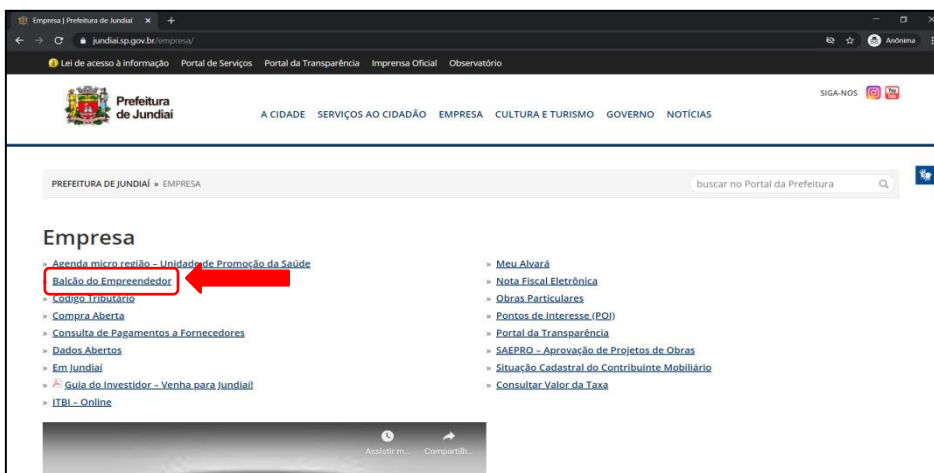 Empresa | Prefeitura de Jundiaí
jundiai.sp.gov.br/empresa/
Anônima
Lei de acesso à informação Portal de Serviços Portal da Transparência Imprensa Oficial Observatório
Prefeitura
de Jundiaí
A CIDADE SERVIÇOS AO CIDADÃO EMPRESA CULTURA E TURISMO GOVERNO NOTÍCIAS
SIGA-NOS
PREFEITURA DE JUNDIAÍ » EMPRESA
buscar no Portal da Prefeitura
Empresa
» Agenda micro região – Unidade de Promoção da Saúde
Balcão do Empreendedor
» Código Tributário
» Compra Aberta
» Consulta de Pagamentos a Fornecedores
» Dados Abertos
» Em Jundiaí
» Guia do Investidor – Venha para Jundiaí!
» ITBI – Online
» Meu Alvará
» Nota Fiscal Eletrônica
» Obras Particulares
» Pontos de Interesse (POI)
» Portal da Transparência
» SAEPRO – Aprovação de Projetos de Obras
» Situação Cadastral do Contribuinte Mobiliário
» Consultar Valor da Taxa
Assistir m... Compartilh...